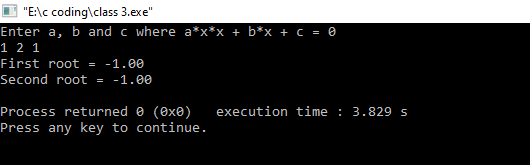 "E:\c coding\class 3.exe"
Enter a, b and c where a*x*x + b*x + c = 0
1 2 1
First root = -1.00
Second root = -1.00
Process returned 0 (0x0)   execution time : 3.829 s
Press any key to continue.